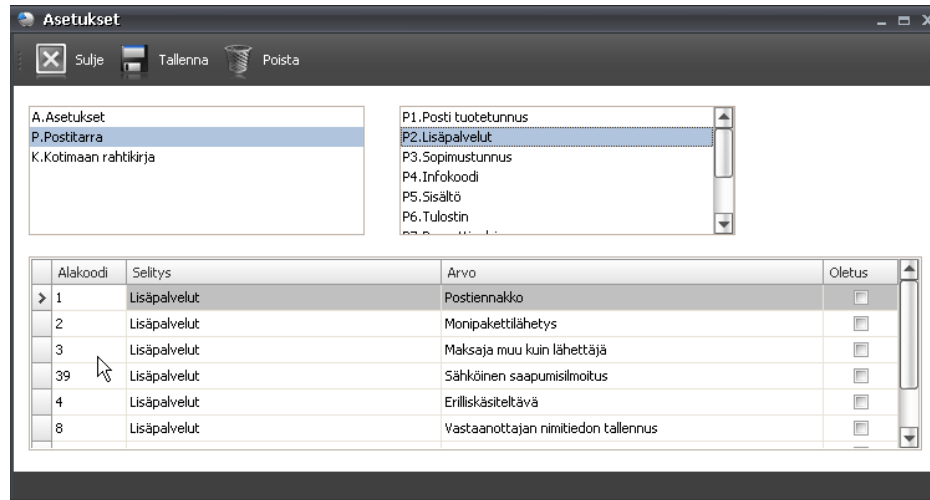 Asetukset
Sulje Tallenna Poista
A.Asetukset
P.Postitarra
K.Kotimaan rahtikirja
P1.Posti tuotetunnus
P2.Lisäpalvelut
P3.Sopimustunnus
P4.Infokoodi
P5.Sisältö
P6.Tulostin
Alakoodi Selitys Arvo Oletus
1 Lisäpalvelut Postiennakko
2 Lisäpalvelut Monipakettilähetys
3 Lisäpalvelut Maksaja muu kuin lähettäjä
39 Lisäpalvelut Sähköinen saapumisilmoitus
4 Lisäpalvelut Erilliskäsiteltävä
8 Lisäpalvelut Vastaanottajan nimitiedon tallennus